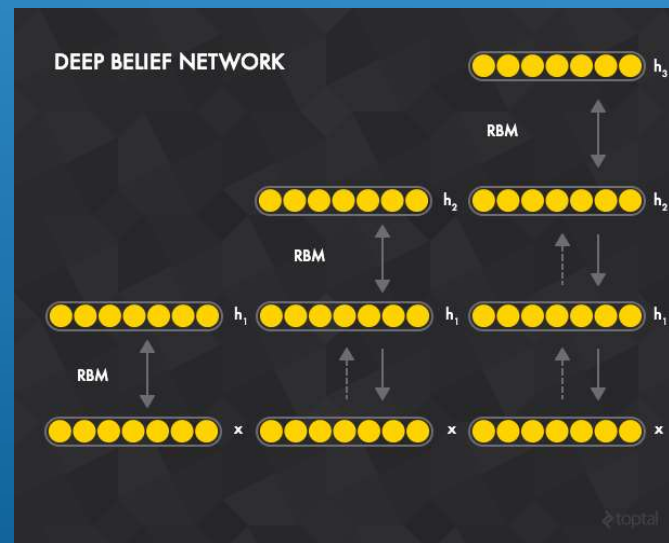 DEEP BELIEF NETWORK
h₃
RBM
h₂ h₂
RBM
h₁ h₁ h₁
RBM
x x x
toptal